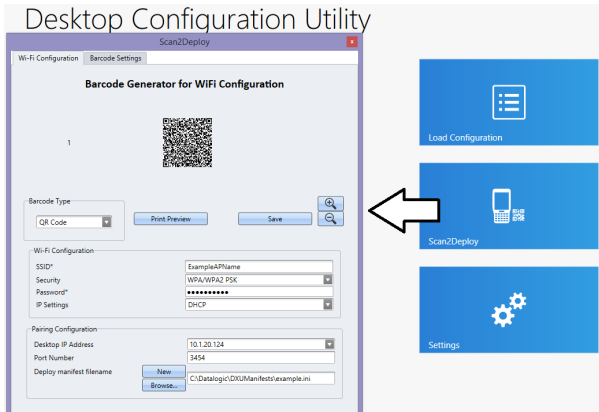 Desktop Configuration Utility
Scan2Deploy
x
Wi-Fi Configuration Barcode Settings
Barcode Generator for WiFi Configuration
1
Barcode Type
QR Code
Print Preview
Save
Wi-Fi Configuration
SSID* ExampleAPName
Security WPA/WPA2 PSK
Password* ••••••••••
IP Settings DHCP
Pairing Configuration
Desktop IP Address 10.1.20.124
Port Number 3454
Deploy manifest filename New
Browse... C:\Datalogic\DXUManifests\example.ini
Load Configuration
Scan2Deploy
Settings